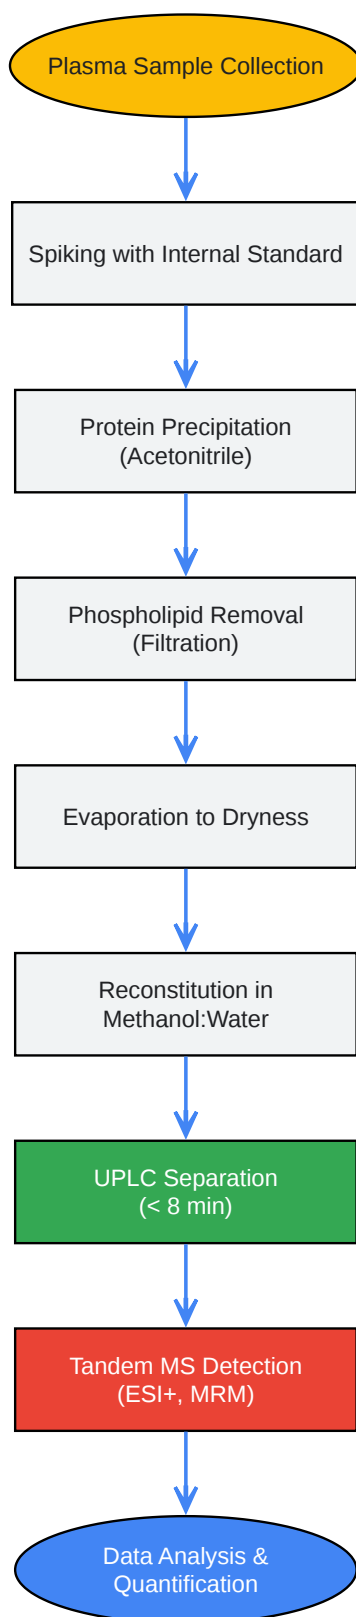 Plasma Sample Collection
Spiking with Internal Standard
Protein Precipitation
(Acetonitrile)
Phospholipid Removal
(Filtration)
Evaporation to Dryness
Reconstitution in
Methanol:Water
UPLC Separation
(< 8 min)
Tandem MS Detection
(ESI+, MRM)
Data Analysis &
Quantification